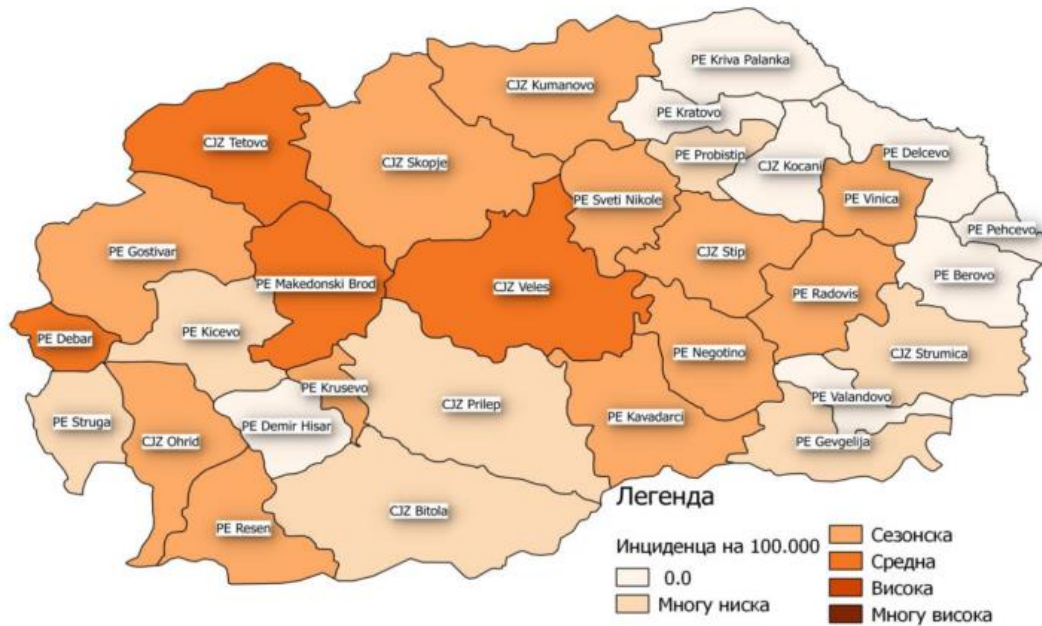 PE Kriva Palanka
CJZ Kumanovo
PE Kratovo
CJZ Tetovo
PE Probistip
PE Delcevo
CJZ Skopje
CJZ Kocani
PE Sveti Nikole
PE Vinica
PE Pehcevo
PE Gostivar
CJZ Stip
PE Berovo
PE Makedonski Brod
CJZ Veles
PE Radovis
PE Kicevo
PE Debar
PE Negotino
CJZ Strumica
PE Krusevo
PE Valandovo
CJZ Prilep
PE Struga
PE Demir Hisar
PE Kavadarci
CJZ Ohrid
PE Gevgelija
CJZ Bitola
PE Resen
Легенда
Инциденца на 100.000
0.0
Многу ниска
Сезонска
Средна
Висока
Многу висока